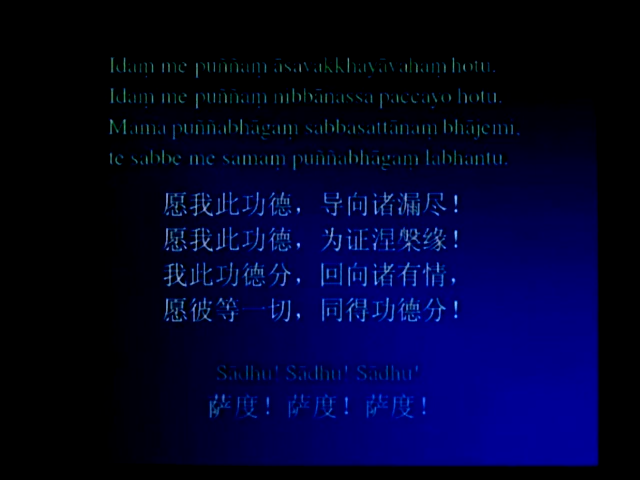 Idaṃ me puññaṃ āsavakkhayāvahaṃ hotu.
Idaṃ me puññaṃ nibbānassa paccayo hotu.
Mama puññabhāgaṃ sabbasattānaṃ bhājemi,
te sabbe me samaṃ puññabhāgaṃ labhantu.
愿我此功德，导向诸漏尽！
愿我此功德，为证涅槃缘！
我此功德分，回向诸有情，
愿彼等一切，同得功德分！
Sādhu! Sādhu! Sādhu!
萨度！萨度！萨度！